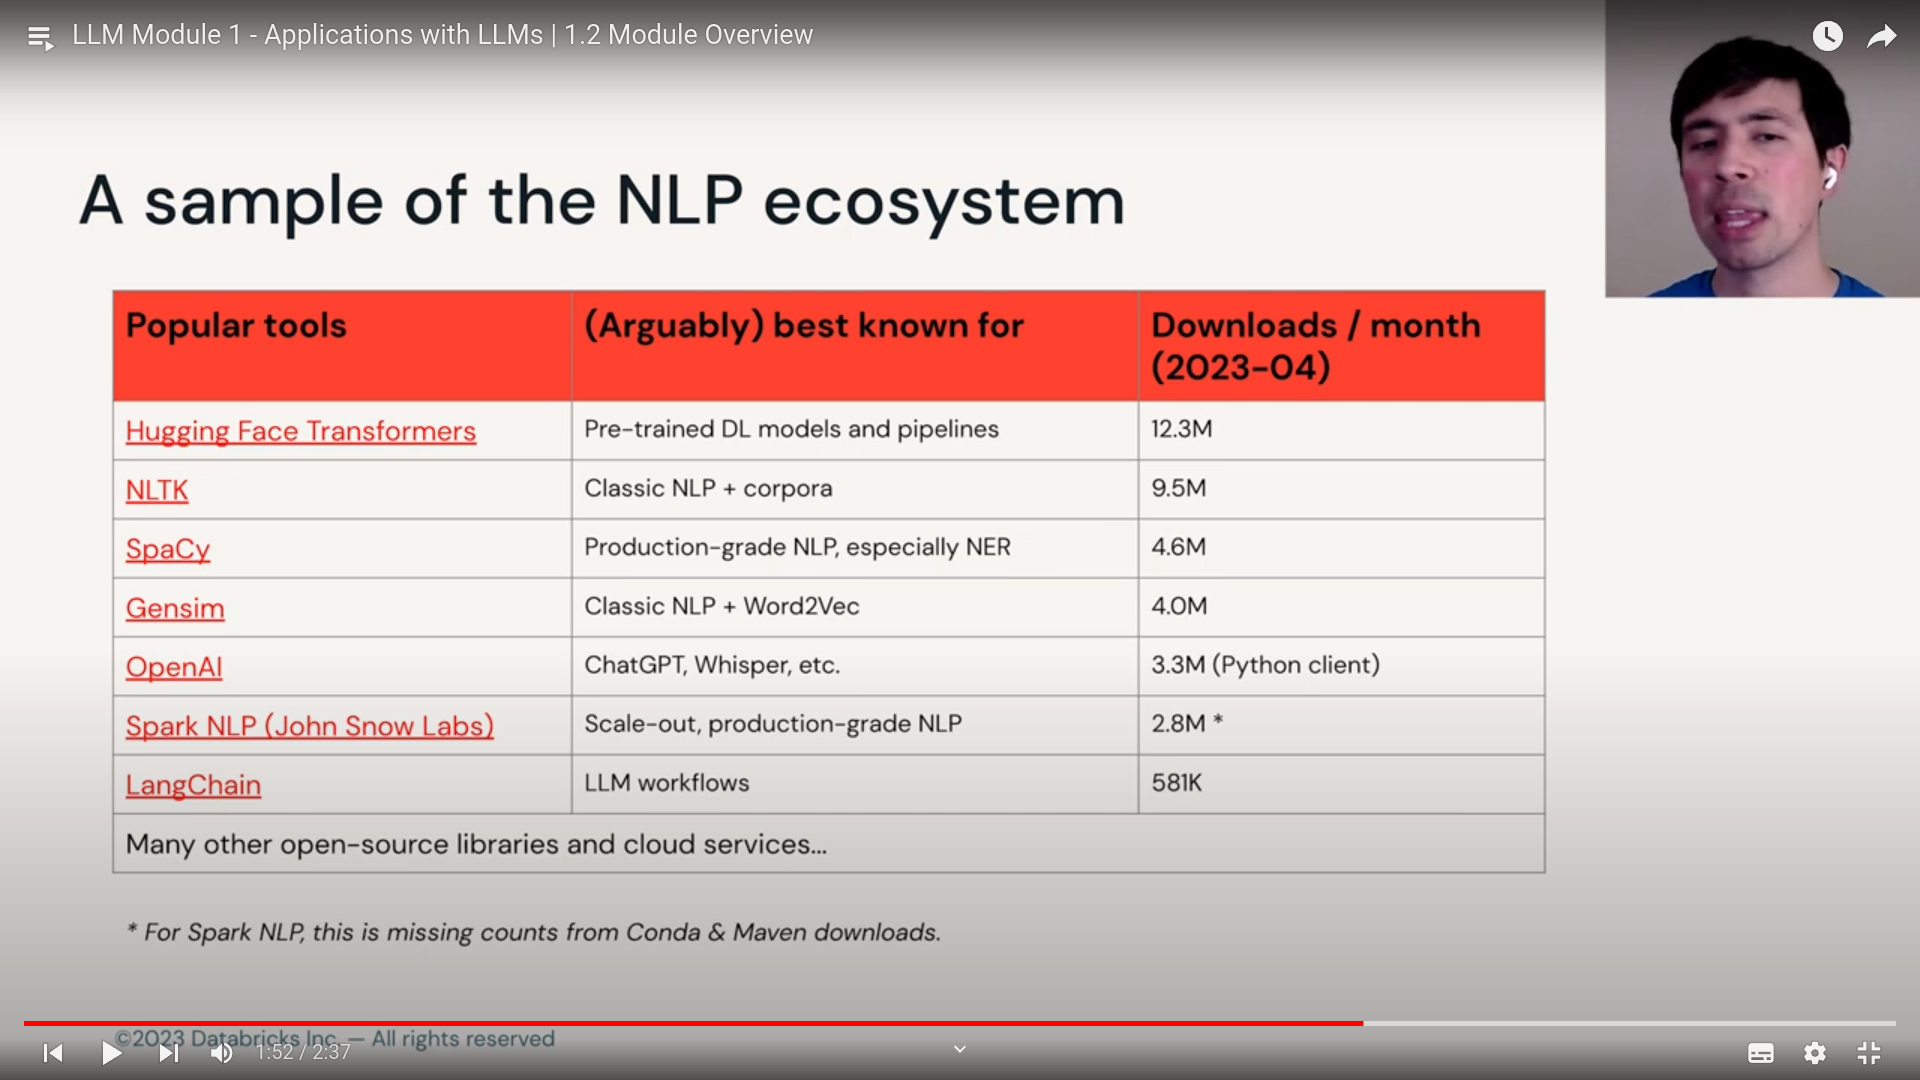 LLM Module 1 - Applications with LLMs | 1.2 Module Overview
A sample of the NLP ecosystem
Popular tools
(Arguably) best known for
Downloads / month
(2023-04)
Hugging Face Transformers
Pre-trained DL models and pipelines
12.3M
NLTK
Classic NLP + corpora
9.5M
SpaCy
Production-grade NLP, especially NER
4.6M
Gensim
Classic NLP + Word2Vec
4.0M
OpenAI
ChatGPT, Whisper, etc.
3.3M (Python client)
Spark NLP (John Snow Labs)
Scale-out, production-grade NLP
2.8M *
LangChain
LLM workflows
581K
Many other open-source libraries and cloud services...
* For Spark NLP, this is missing counts from Conda & Maven downloads.
©2023 Databricks Inc. — All rights reserved
1:52 / 2:37